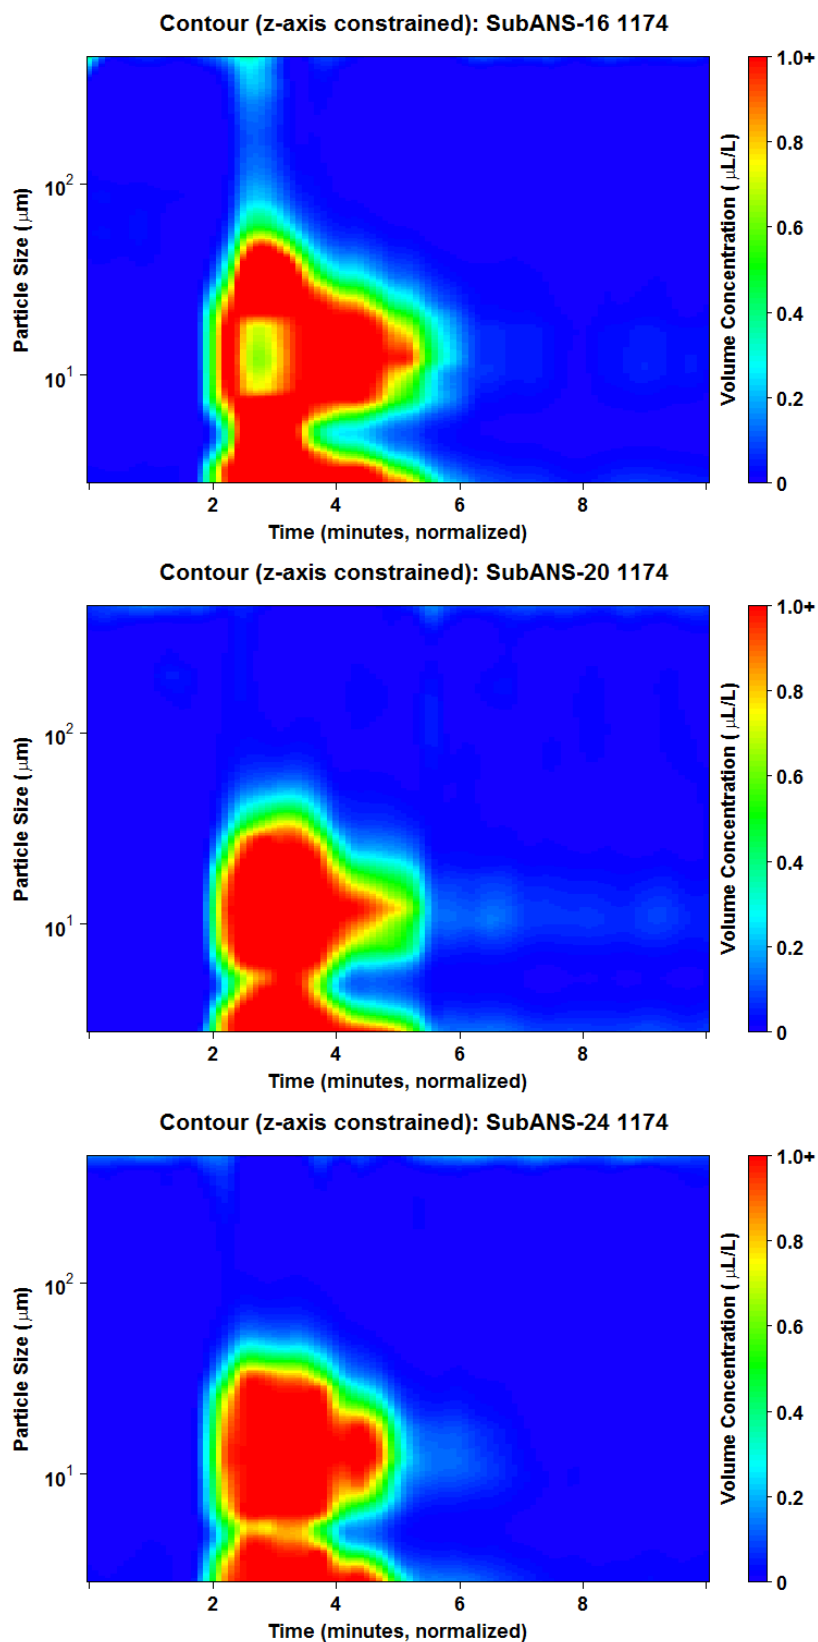 Contour (z-axis constrained): SubANS-16 1174
1.0+
0.8
0.6
0.4
0.2
0
Volume Concentration ( μL/L)
Particle Size ( μm)
10²
10¹
2 4 6 8
Time (minutes, normalized)
Contour (z-axis constrained): SubANS-20 1174
1.0+
0.8
0.6
0.4
0.2
0
Volume Concentration ( μL/L)
Particle Size ( μm)
10²
10¹
2 4 6 8
Time (minutes, normalized)
Contour (z-axis constrained): SubANS-24 1174
1.0+
0.8
0.6
0.4
0.2
0
Volume Concentration ( μL/L)
Particle Size ( μm)
10²
10¹
2 4 6 8
Time (minutes, normalized)